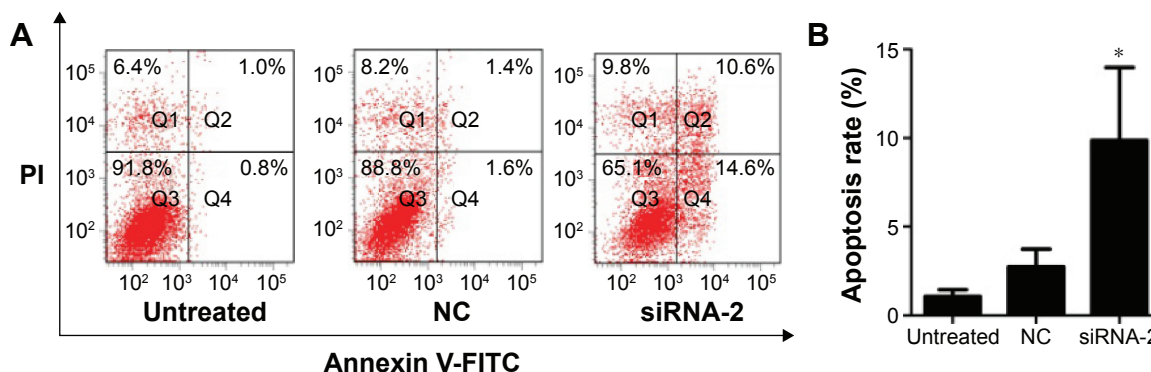 A
PI
10⁵
10⁴
10³
10²
6.4% 1.0%
Q1 Q2
91.8% 0.8%
Q3 Q4
10² 10³ 10⁴ 10⁵
Untreated
10⁵
10⁴
10³
10²
8.2% 1.4%
Q1 Q2
88.8% 1.6%
Q3 Q4
10² 10³ 10⁴ 10⁵
NC
10⁵
10⁴
10³
10²
9.8% 10.6%
Q1 Q2
65.1% 14.6%
Q3 Q4
10² 10³ 10⁴ 10⁵
siRNA-2
Annexin V-FITC
B
Apoptosis rate (%)
15
10
5
0
*
Untreated NC siRNA-2